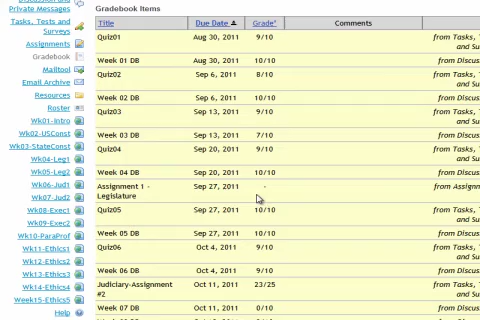 Discussion and
Private Messages
Tasks, Tests and
Surveys
Assignments
Gradebook
Mailtool
Email Archive
Resources
Roster
Wk01-Intro
Wk02-USConst
Wk03-StateConst
Wk04-Leg1
Wk05-Leg2
Wk06-Jud1
Wk07-Jud2
Wk08-Exec1
Wk09-Exec2
Wk10-ParaProf
Wk11-Ethics1
Wk12-Ethics2
Wk13-Ethics3
Wk14-Ethics4
Week15-Ethics5
Help
Gradebook Items
Title Due Date Grade* Comments
Quiz01 Aug 30, 2011 9/10 from Tasks, T
and Su
Week 01 DB Aug 30, 2011 10/10 from Discus
Quiz02 Sep 6, 2011 8/10 from Tasks, T
and Su
Week 02 DB Sep 6, 2011 10/10 from Discus
Quiz03 Sep 13, 2011 9/10 from Tasks, T
and Su
Week 03 DB Sep 13, 2011 7/10 from Discus
Quiz04 Sep 20, 2011 9/10 from Tasks, T
and Su
Week 04 DB Sep 20, 2011 10/10 from Discus
Assignment 1 - Sep 27, 2011 - from Assignm
Legislature
Quiz05 Sep 27, 2011 10/10 from Tasks, T
and Su
Week 05 DB Sep 27, 2011 10/10 from Discus
Quiz06 Oct 4, 2011 9/10 from Tasks, T
and Su
Week 06 DB Oct 4, 2011 9/10 from Discus
Judiciary-Assignment Oct 11, 2011 23/25 from Tasks, T
#2 and Su
Week 07 DB Oct 11, 2011 0/10 from Discus